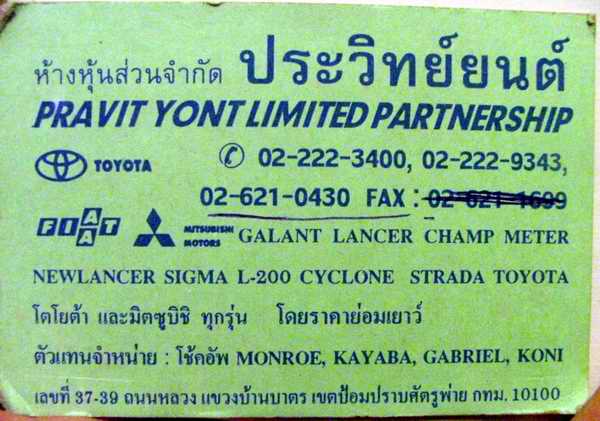 ห้างหุ้นส่วนจำกัด ประวิทย์ยนต์
PRAVIT YONT LIMITED PARTNERSHIP
TOYOTA ✆ 02-222-3400, 02-222-9343,
02-621-0430 FAX : 02-621-1699
FIAT MITSUBISHI MOTORS GALANT LANCER CHAMP METER
NEWLANCER SIGMA L-200 CYCLONE STRADA TOYOTA
โตโยต้า และมิตซูบิชิ ทุกรุ่น โดยราคาย่อมเยาว์
ตัวแทนจำหน่าย : โช้คอัพ MONROE, KAYABA, GABRIEL, KONI
เลขที่ 37-39 ถนนหลวง แขวงบ้านบาตร เขตป้อมปราบศัตรูพ่าย กทม. 10100